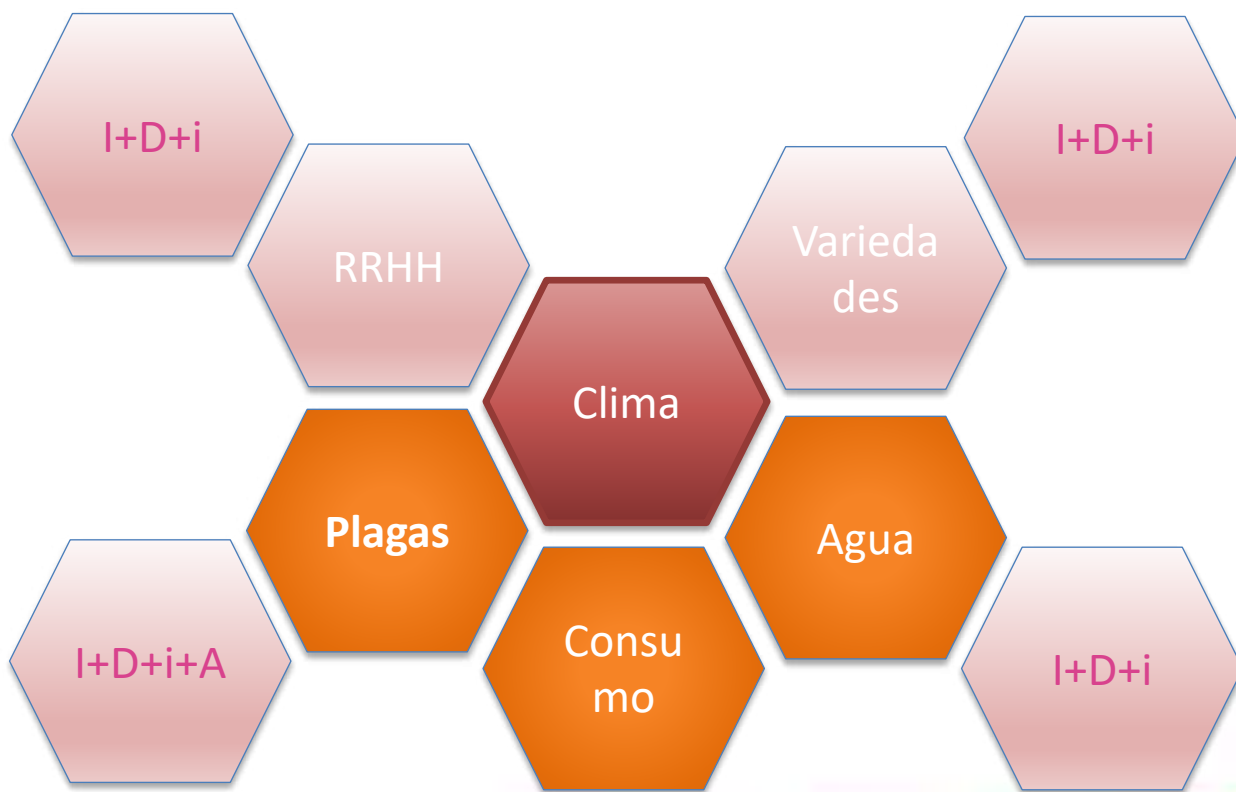 I+D+i
I+D+i
RRHH
Varieda
des
Clima
Plagas
Agua
Consu
mo
I+D+i+A
I+D+i